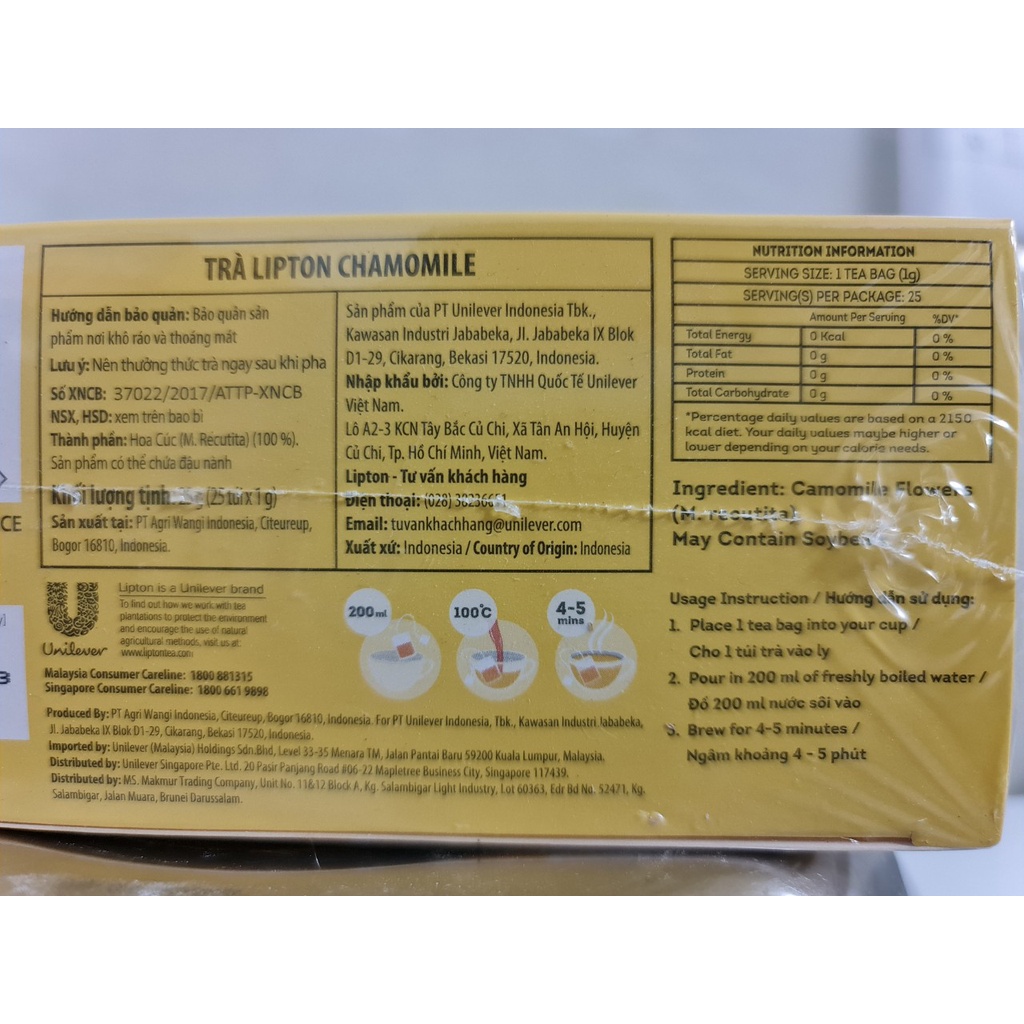 TRÀ LIPTON CHAMOMILE
Hướng dẫn bảo quản: Bảo quản sản
phẩm nơi khô ráo và thoáng mát
Lưu ý: Nên thưởng thức trà ngay sau khi pha
Số XNCB: 37022/2017/ATTP-XNCB
NSX, HSD: xem trên bao bì
Thành phần: Hoa Cúc (M. Recutita) (100 %).
Sản phẩm có thể chứa đậu nành
Khối lượng tịnh: (25 túi x 1 g)
Sản xuất tại: PT Agri Wangi Indonesia, Citeureup,
Bogor 16810, Indonesia.
Sản phẩm của PT Unilever Indonesia Tbk.,
Kawasan Industri Jababeka, Jl. Jababeka IX Blok
D1-29, Cikarang, Bekasi 17520, Indonesia.
Nhập khẩu bởi: Công ty TNHH Quốc Tế Unilever
Việt Nam.
Lô A2-3 KCN Tây Bắc Củ Chi, Xã Tân An Hội, Huyện
Củ Chi, Tp. Hồ Chí Minh, Việt Nam.
Lipton - Tư vấn khách hàng
Điện thoại: (028) 38236651
Email: tuvankhachhang@unilever.com
Xuất xứ: Indonesia / Country of Origin: Indonesia
NUTRITION INFORMATION
SERVING SIZE: 1 TEA BAG (1g)
SERVING(S) PER PACKAGE: 25
Amount Per Serving %DV*
Total Energy 0 Kcal 0 %
Total Fat 0 g 0 %
Protein 0 g 0 %
Total Carbohydrate 0 g 0 %
*Percentage daily values are based on a 2150
kcal diet. Your daily values maybe higher or
lower depending on your calorie needs.
Ingredient: Camomile Flowers
(M. recutita)
May Contain Soybean
CE
Unilever
Lipton is a Unilever brand
To find out how we work with tea
plantations to protect the environment
and encourage the use of natural
agricultural methods, visit us at:
www.liptontea.com
200 ml
100°C
4-5
mins
Malaysia Consumer Careline: 1800 881315
Singapore Consumer Careline: 1800 661 9898
Produced By: PT Agri Wangi Indonesia, Citeureup, Bogor 16810, Indonesia. For PT Unilever Indonesia, Tbk., Kawasan Industri Jababeka,
Jl. Jababeka IX Blok D1-29, Cikarang, Bekasi 17520, Indonesia.
Imported by: Unilever (Malaysia) Holdings Sdn.Bhd, Level 33-35 Menara TM, Jalan Pantai Baru 59200 Kuala Lumpur, Malaysia.
Distributed by: Unilever Singapore Pte. Ltd. 20 Pasir Panjang Road #06-22 Mapletree Business City, Singapore 117439.
Distributed by: MS. Makmur Trading Company, Unit No. 11&12 Block A, Kg. Salambigar Light Industry, Lot 60363, Edr Bd No. 52471, Kg.
Salambigar, Jalan Muara, Brunei Darussalam.
Usage Instruction / Hướng dẫn sử dụng:
1. Place 1 tea bag into your cup /
Cho 1 túi trà vào ly
2. Pour in 200 ml of freshly boiled water /
Đổ 200 ml nước sôi vào
3. Brew for 4-5 minutes /
Ngâm khoảng 4 - 5 phút